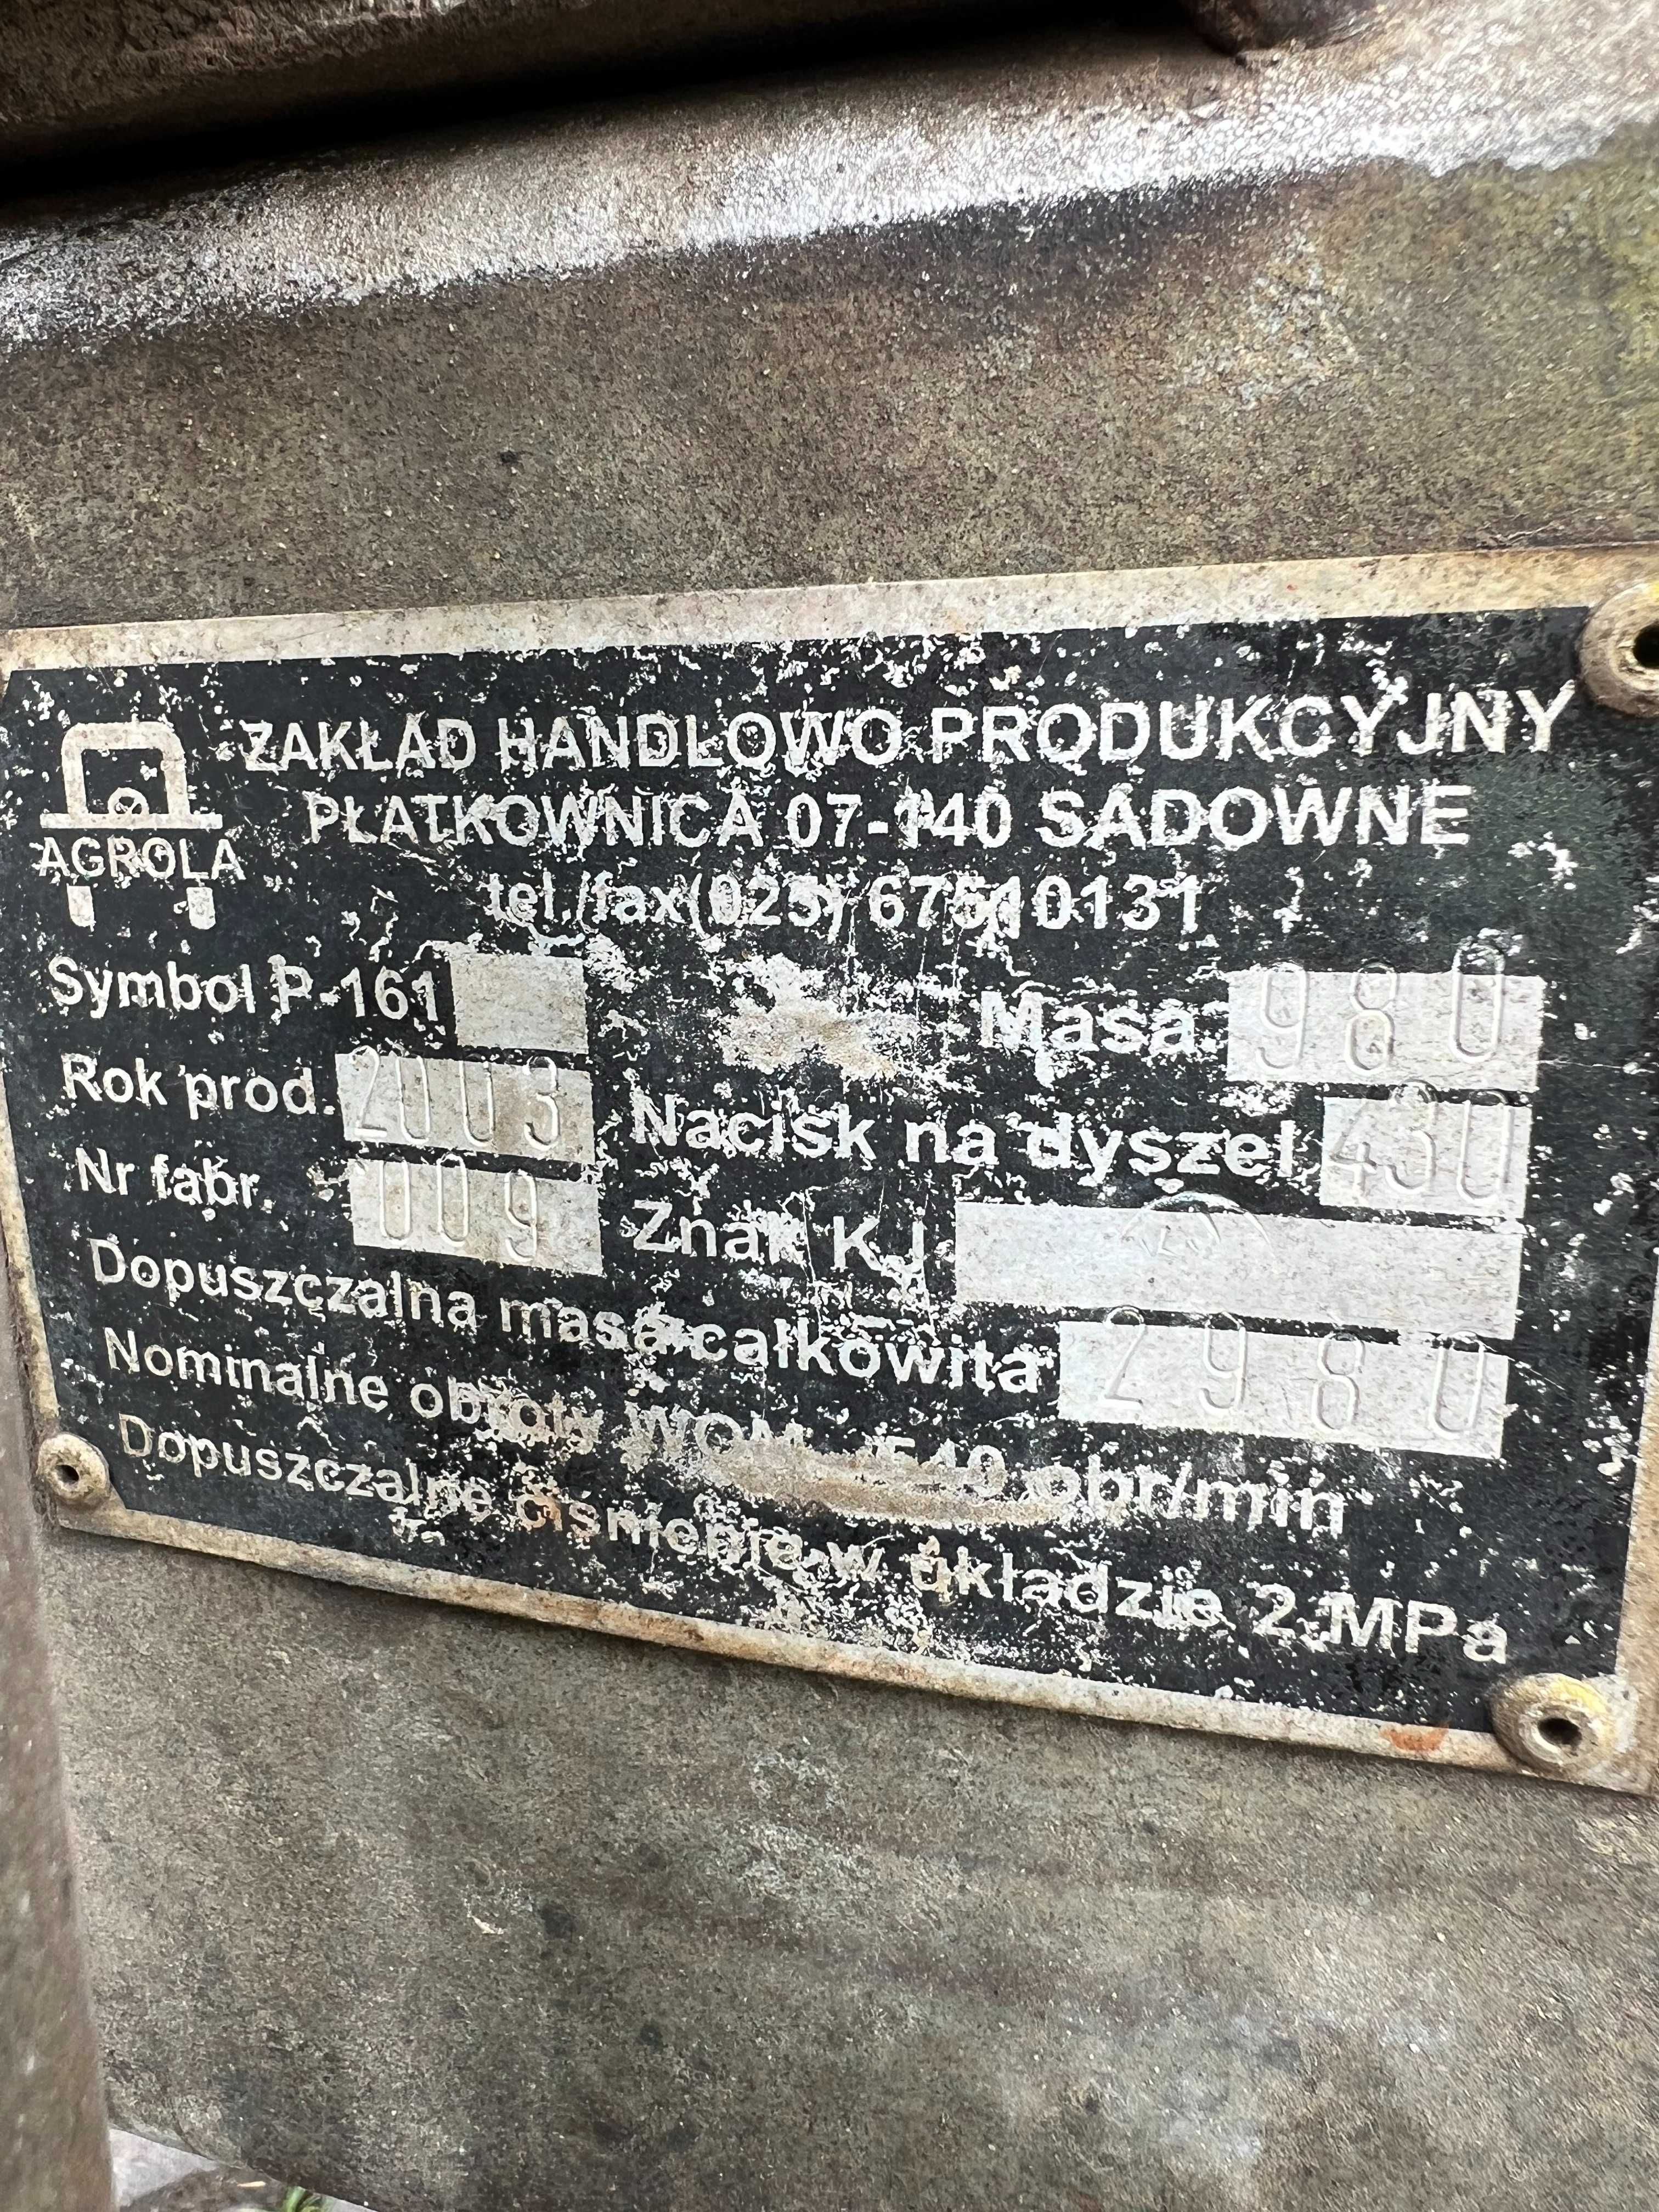 AGROLA
ZAKŁAD HANDLOWO PRODUKCYJNY
PŁATKOWNICA 07-140 SADOWNE
tel./fax(025) 67510131
Symbol P-161
Masa 980
Rok prod. 2003
Nacisk na dyszel 430
Nr fabr. 009
Znak KJ
Dopuszczalna masa całkowita 2980
Nominalne obroty WOM 540 obr/min
Dopuszczalne ciśnienie w układzie 2 MPa